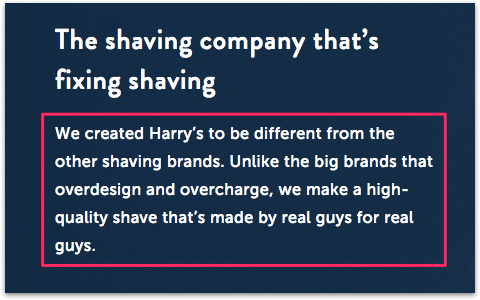 The shaving company that’s
fixing shaving
We created Harry’s to be different from the
other shaving brands. Unlike the big brands that
overdesign and overcharge, we make a high-
quality shave that’s made by real guys for real
guys.